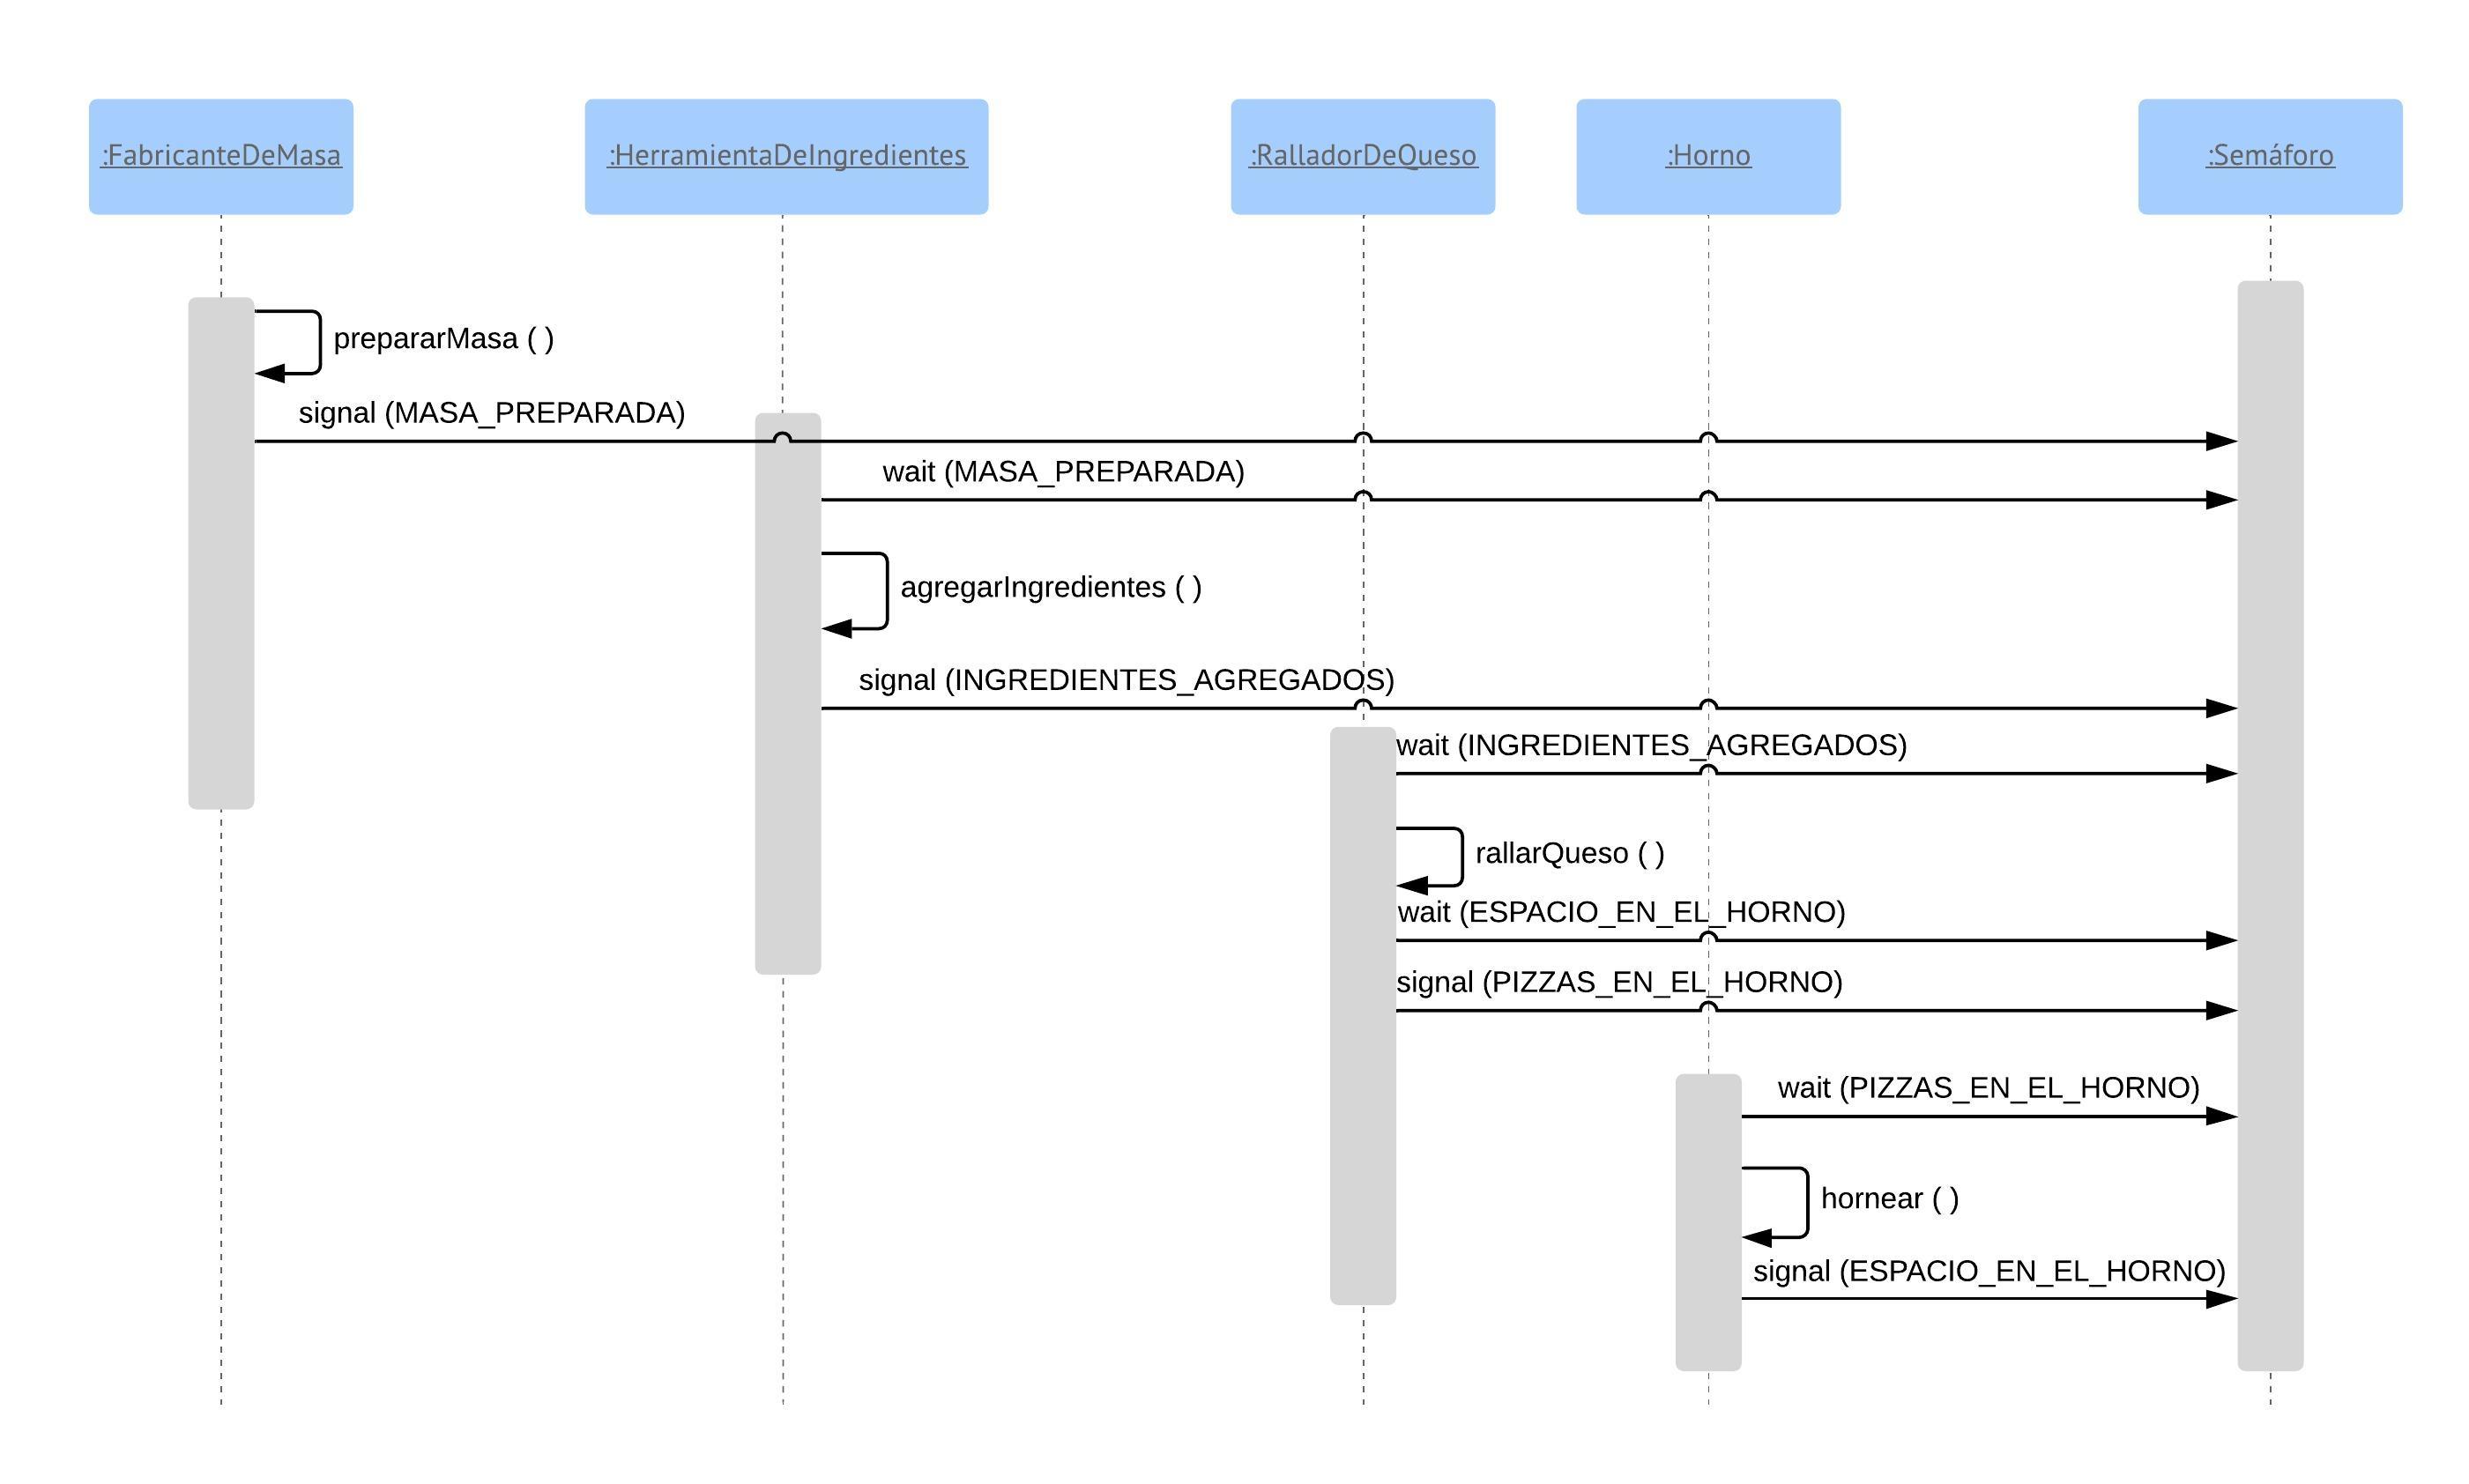 :FabricanteDeMasa
:HerramientaDeIngredientes
:RalladorDeQueso
:Horno
:Semáforo
prepararMasa ( )
signal (MASA_PREPARADA)
wait (MASA_PREPARADA)
agregarIngredientes ( )
signal (INGREDIENTES_AGREGADOS)
wait (INGREDIENTES_AGREGADOS)
rallarQueso ( )
wait (ESPACIO_EN_EL_HORNO)
signal (PIZZAS_EN_EL_HORNO)
wait (PIZZAS_EN_EL_HORNO)
hornear ( )
signal (ESPACIO_EN_EL_HORNO)